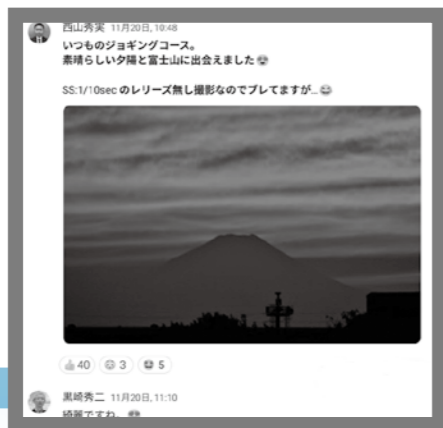 西山秀実 11月20日, 10:48
いつものジョギングコース。
素晴らしい夕陽と富士山に出会えました😍
SS:1/10sec のレリーズ無し撮影なのでブレてますが...😂
40 3 5
黒崎秀二 11月20日, 11:10
綺麗ですね。😍